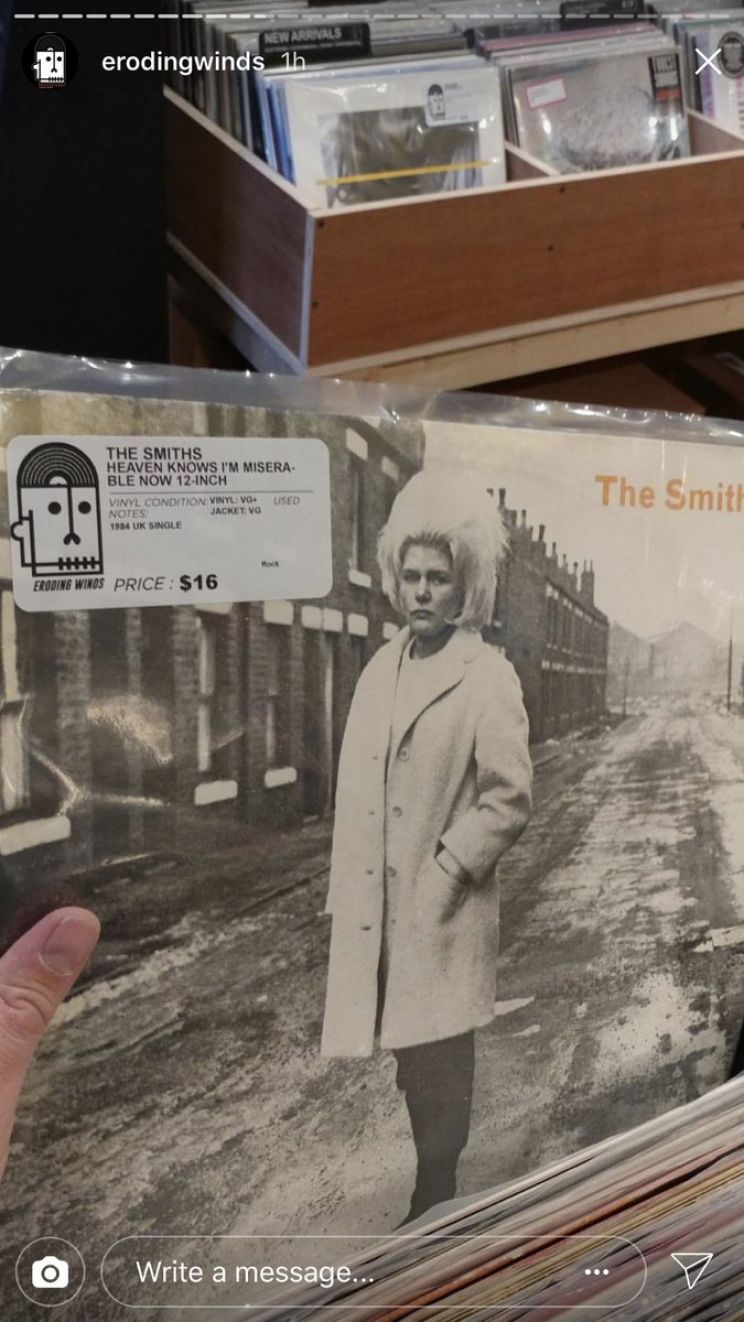 NEW ARRIVALS
erodingwinds 1h
THE SMITHS
HEAVEN KNOWS I'M MISERA-
BLE NOW 12-INCH
VINYL CONDITION: VINYL: VG+ USED
NOTES: JACKET: VG
1984 UK SINGLE
Rock
ERODING WINDS PRICE : $16
The Smith
Write a message...